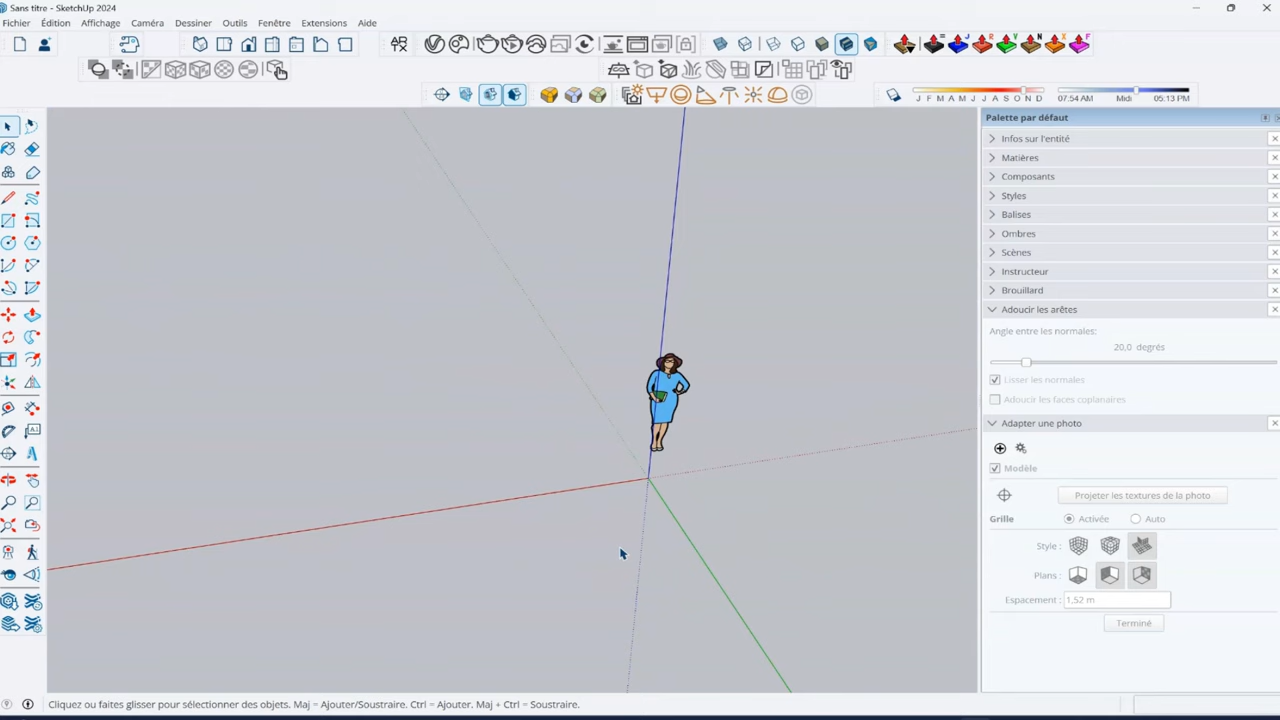 Sans titre - SketchUp 2024
Fichier Édition Affichage Caméra Dessiner Outils Fenêtre Extensions Aide
= J R V N X F
J F M A M J J A S O N D
07:54 AM Midi 05:13 PM
Palette par défaut
Infos sur l'entité
Matières
Composants
Styles
Balises
Ombres
Scènes
Instructeur
Brouillard
Adoucir les arêtes
Angle entre les normales:
20,0 degrés
Lisser les normales
Adoucir les faces coplanaires
Adapter une photo
Modèle
Projeter les textures de la photo
Grille Activée Auto
Style :
Plans :
Espacement : 1,52 m
Terminé
Cliquez ou faites glisser pour sélectionner des objets. Maj = Ajouter/Soustraire. Ctrl = Ajouter. Maj + Ctrl = Soustraire.